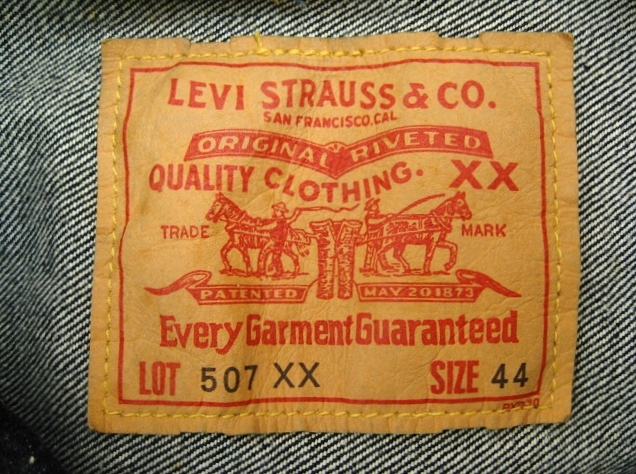 LEVI STRAUSS & CO.
SAN FRANCISCO, CAL
ORIGINAL RIVETED
QUALITY CLOTHING. XX
TRADE MARK
PATENTED MAY 20 1873
Every Garment Guaranteed
LOT 507 XX SIZE 44